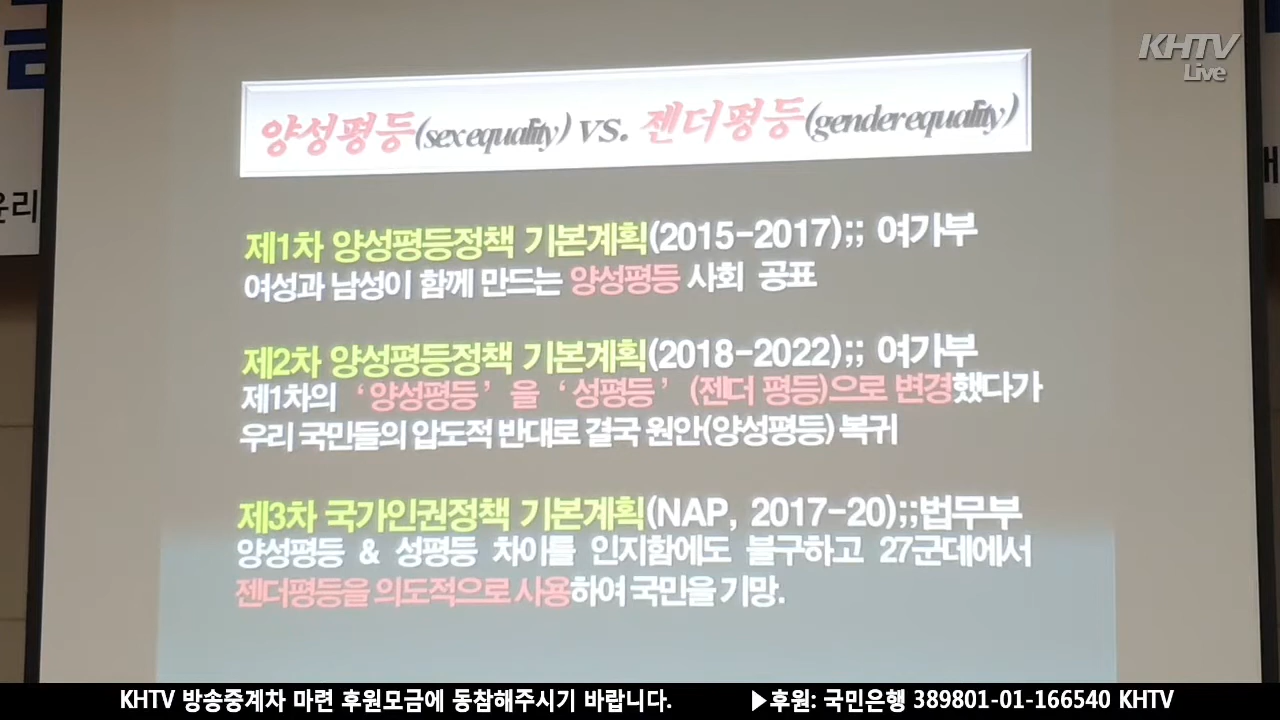 KHTV
Live
양성평등(sex equality) vs. 젠더평등(gender equality)
제1차 양성평등정책 기본계획(2015-2017);; 여가부
여성과 남성이 함께 만드는 양성평등 사회 공표
제2차 양성평등정책 기본계획(2018-2022);; 여가부
제1차의 ‘양성평등’을 ‘성평등’ (젠더 평등)으로 변경했다가
우리 국민들의 압도적 반대로 결국 원안(양성평등) 복귀
제3차 국가인권정책 기본계획(NAP, 2017-20);;법무부
양성평등 & 성평등 차이를 인지함에도 불구하고 27군데에서
젠더평등을 의도적으로 사용하여 국민을 기망.
KHTV 방송중계차 마련 후원모금에 동참해주시기 바랍니다. ▶후원: 국민은행 389801-01-166540 KHTV